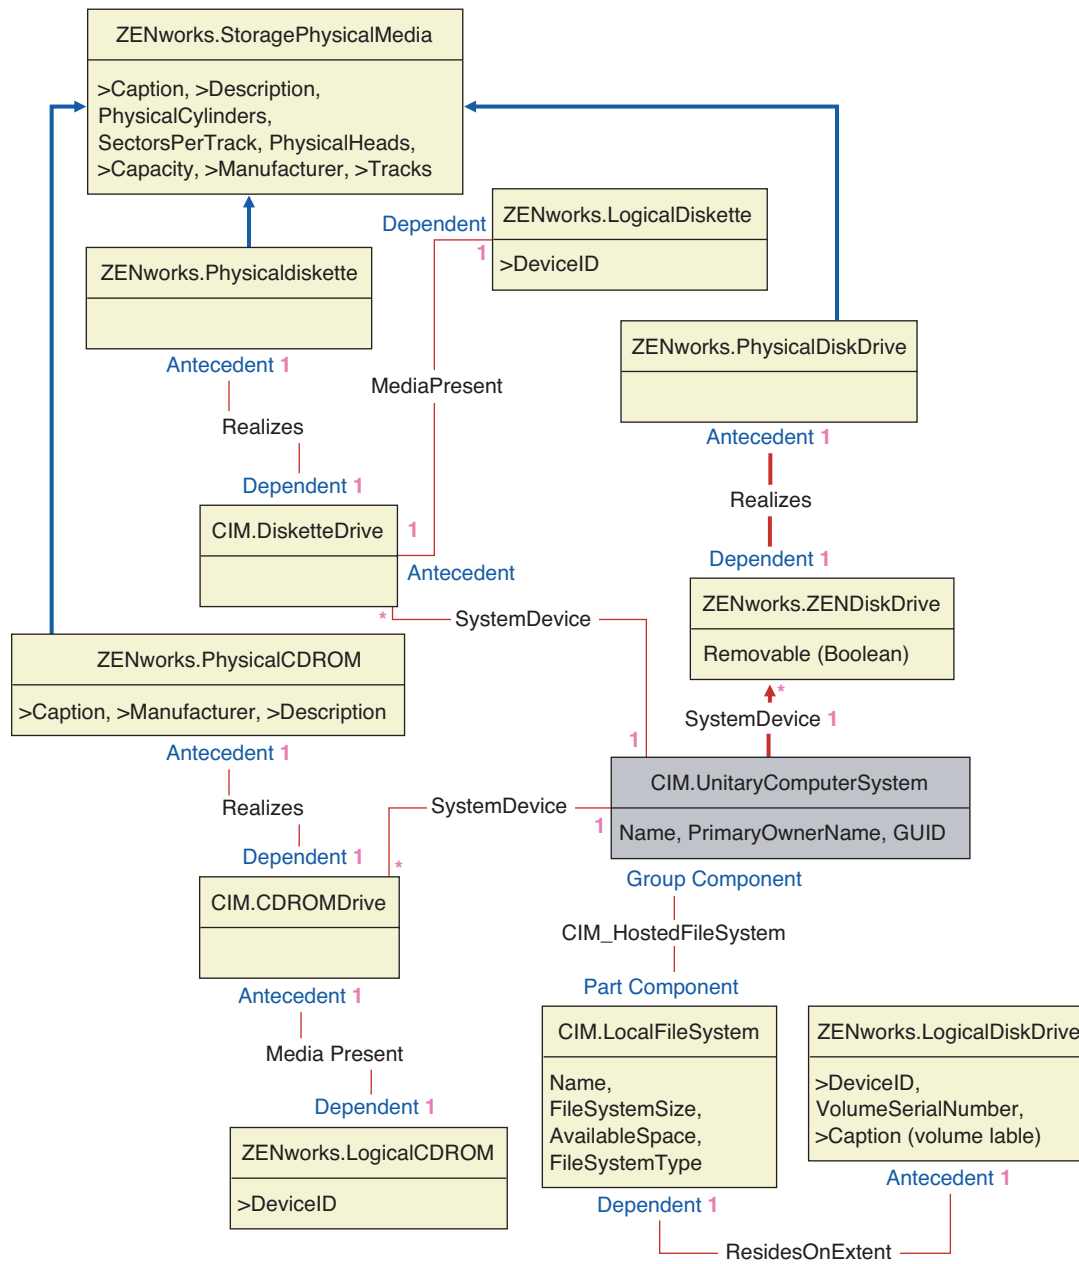 ZENworks.StoragePhysicalMedia
>Caption, >Description,
PhysicalCylinders,
SectorsPerTrack, PhysicalHeads,
>Capacity, >Manufacturer, >Tracks
Dependent
1
ZENworks.LogicalDiskette
>DeviceID
ZENworks.Physicaldiskette
Antecedent 1
Realizes
Dependent 1
MediaPresent
ZENworks.PhysicalDiskDrive
Antecedent 1
Realizes
Dependent 1
CIM.DisketteDrive
1
Antecedent
*
SystemDevice
1
ZENworks.ZENDiskDrive
Removable (Boolean)
*
SystemDevice 1
ZENworks.PhysicalCDROM
>Caption, >Manufacturer, >Description
Antecedent 1
Realizes
Dependent 1
SystemDevice
1
*
CIM.UnitaryComputerSystem
Name, PrimaryOwnerName, GUID
Group Component
CIM_HostedFileSystem
Part Component
CIM.CDROMDrive
Antecedent 1
Media Present
Dependent 1
ZENworks.LogicalCDROM
>DeviceID
CIM.LocalFileSystem
Name,
FileSystemSize,
AvailableSpace,
FileSystemType
Dependent 1
ZENworks.LogicalDiskDrive
>DeviceID,
VolumeSerialNumber,
>Caption (volume lable)
Antecedent 1
ResidesOnExtent